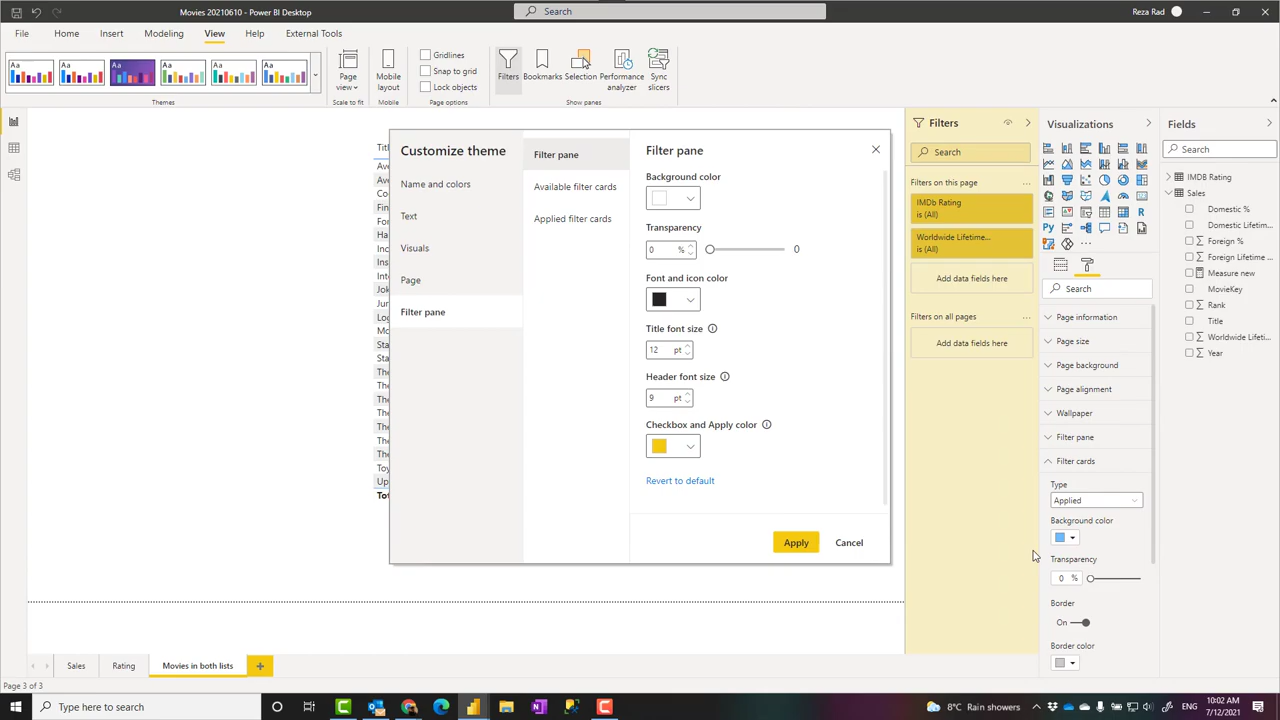 Movies 20210610 - Power BI Desktop
Search
Reza Rad
File
Home
Insert
Modeling
View
Help
External Tools
Aa
Aa
Aa
Aa
Aa
Aa
Themes
Page
view
Scale to fit
Mobile
layout
Mobile
Gridlines
Snap to grid
Lock objects
Page options
Filters
Bookmarks
Selection
Performance
analyzer
Sync
slicers
Show panes
Customize theme
Name and colors
Text
Visuals
Page
Filter pane
Filter pane
Available filter cards
Applied filter cards
Filter pane
Background color
Transparency
0 %
0
Font and icon color
Title font size
12 pt
Header font size
9 pt
Checkbox and Apply color
Revert to default
Apply
Cancel
Filters
Search
Filters on this page
IMDb Rating
is (All)
Worldwide Lifetime...
is (All)
Add data fields here
Filters on all pages
Add data fields here
Visualizations
Py
R
Search
Page information
Page size
Page background
Page alignment
Wallpaper
Filter pane
Filter cards
Type
Applied
Background color
Transparency
0 %
Border
On
Border color
Fields
Search
IMDB Rating
Sales
Domestic %
Domestic Lifetim...
Foreign %
Foreign Lifetime ...
Measure new
MovieKey
Rank
Title
Worldwide Lifeti...
Year
Sales
Rating
Movies in both lists
Page 3 of 3
Type here to search
8°C Rain showers
10:02 AM
7/12/2021